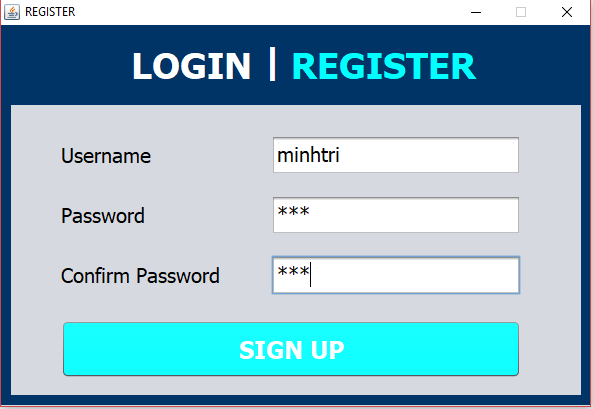 REGISTER
LOGIN | REGISTER
Username minhtri
Password ***
Confirm Password ***
SIGN UP